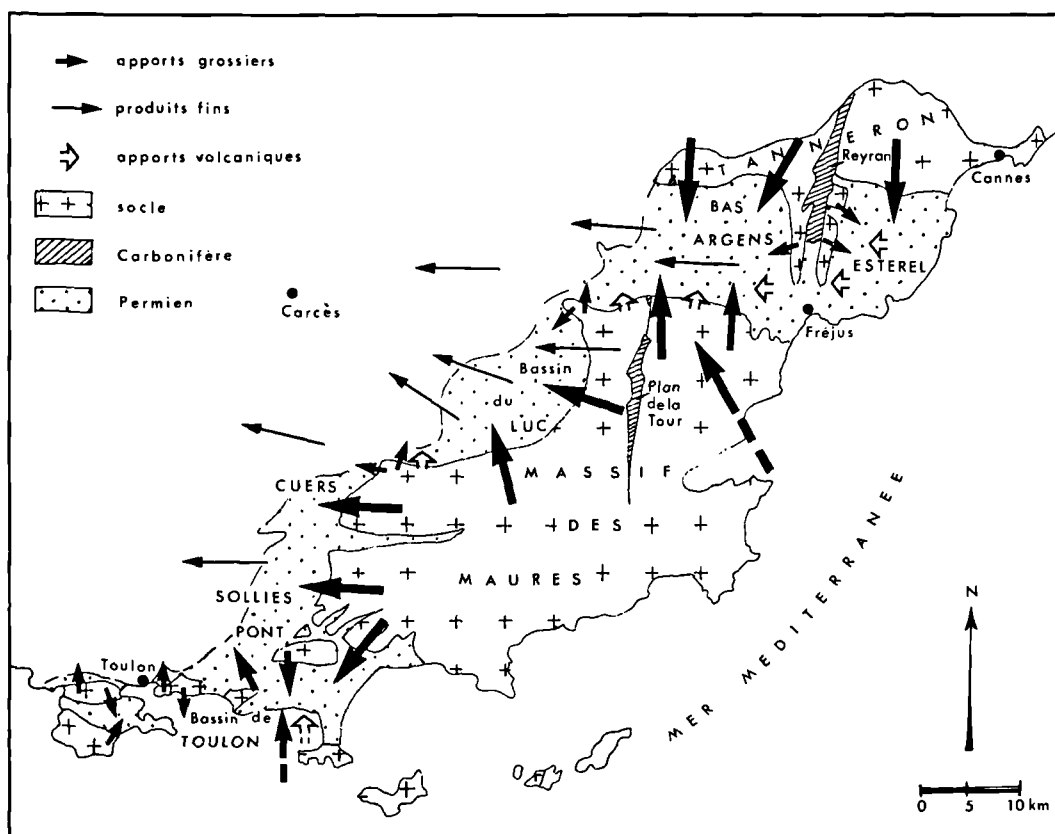 apports grossiers
produits fins
apports volcaniques
socle
Carbonifère
Permien
TANNERON
Reyran
Cannes
BAS
ARGENS
ESTEREL
Carcès
Fréjus
Bassin
du
LUC
Plan
de la
Tour
MASSIF
DES
MAURES
CUERS
SOLLIES
PONT
Toulon
Bassin de
TOULON
MER MEDITERRANEE
N
0 5 10 km